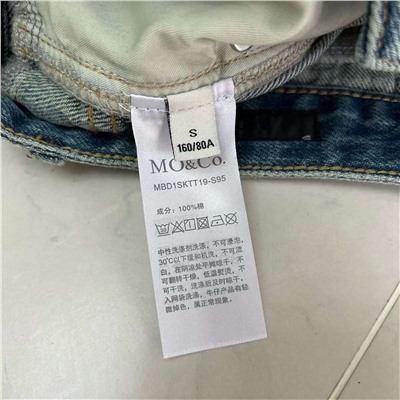 S
160/80A
MO&Co.
MBD1SKTT19-S95
成分：100%棉
中性洗涤剂洗涤，不可浸泡，
30℃以下缓和机洗，不可漂
白，在阴凉处平摊晾干，不
可翻转干燥，低温熨烫，不
可干洗，洗涤后及时晾干，
入网袋洗涤，牛仔产品有轻
微掉色，属正常现象。